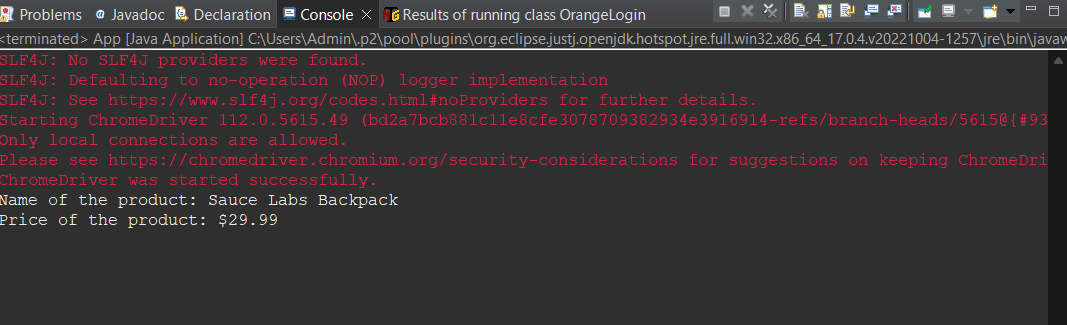 Problems @ Javadoc Declaration Console Results of running class OrangeLogin
<terminated> App [Java Application] C:\Users\Admin\.p2\pool\plugins\org.eclipse.justj.openjdk.hotspot.jre.full.win32.x86_64_17.0.4.v20221004-1257\jre\bin\javaw
SLF4J: No SLF4J providers were found.
SLF4J: Defaulting to no-operation (NOP) logger implementation
SLF4J: See https://www.slf4j.org/codes.html#noProviders for further details.
Starting ChromeDriver 112.0.5615.49 (bd2a7bcb881c11e8cfe3078709382934e3916914-refs/branch-heads/5615@{#93
Only local connections are allowed.
Please see https://chromedriver.chromium.org/security-considerations for suggestions on keeping ChromeDri
ChromeDriver was started successfully.
Name of the product: Sauce Labs Backpack
Price of the product: $29.99